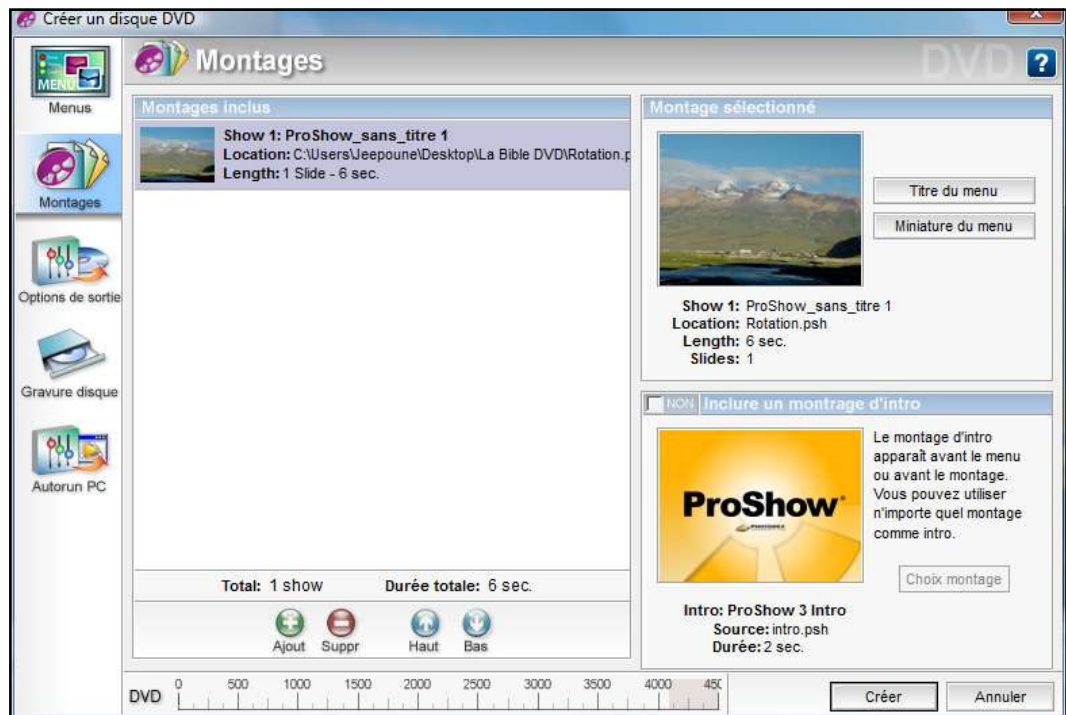 Créer un disque DVD
X
MENU
Menus
Montages
Options de sortie
Gravure disque
Autorun PC
Montages
DVD
?
Montages inclus
Show 1: ProShow_sans_titre 1
Location: C:\Users\Jeepoune\Desktop\La Bible DVD\Rotation.p
Length: 1 Slide - 6 sec.
Total: 1 show Durée totale: 6 sec.
Ajout Suppr Haut Bas
Montage sélectionné
Titre du menu
Miniature du menu
Show 1: ProShow_sans_titre 1
Location: Rotation.psh
Length: 6 sec.
Slides: 1
NON Inclure un montrage d'intro
ProShow
PHOTODEX
Le montage d'intro
apparaît avant le menu
ou avant le montage.
Vous pouvez utiliser
n'importe quel montage
comme intro.
Choix montage
Intro: ProShow 3 Intro
Source: intro.psh
Durée: 2 sec.
DVD 0 500 1000 1500 2000 2500 3000 3500 4000 450
Créer Annuler